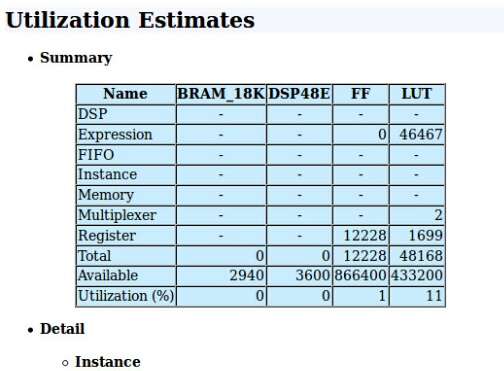 Utilization Estimates
• Summary
Name BRAM_18K DSP48E FF LUT
DSP - - - -
Expression - - 0 46467
FIFO - - - -
Instance - - - -
Memory - - - -
Multiplexer - - - 2
Register - - 12228 1699
Total 0 0 12228 48168
Available 2940 3600 866400 433200
Utilization (%) 0 0 1 11
• Detail
○ Instance